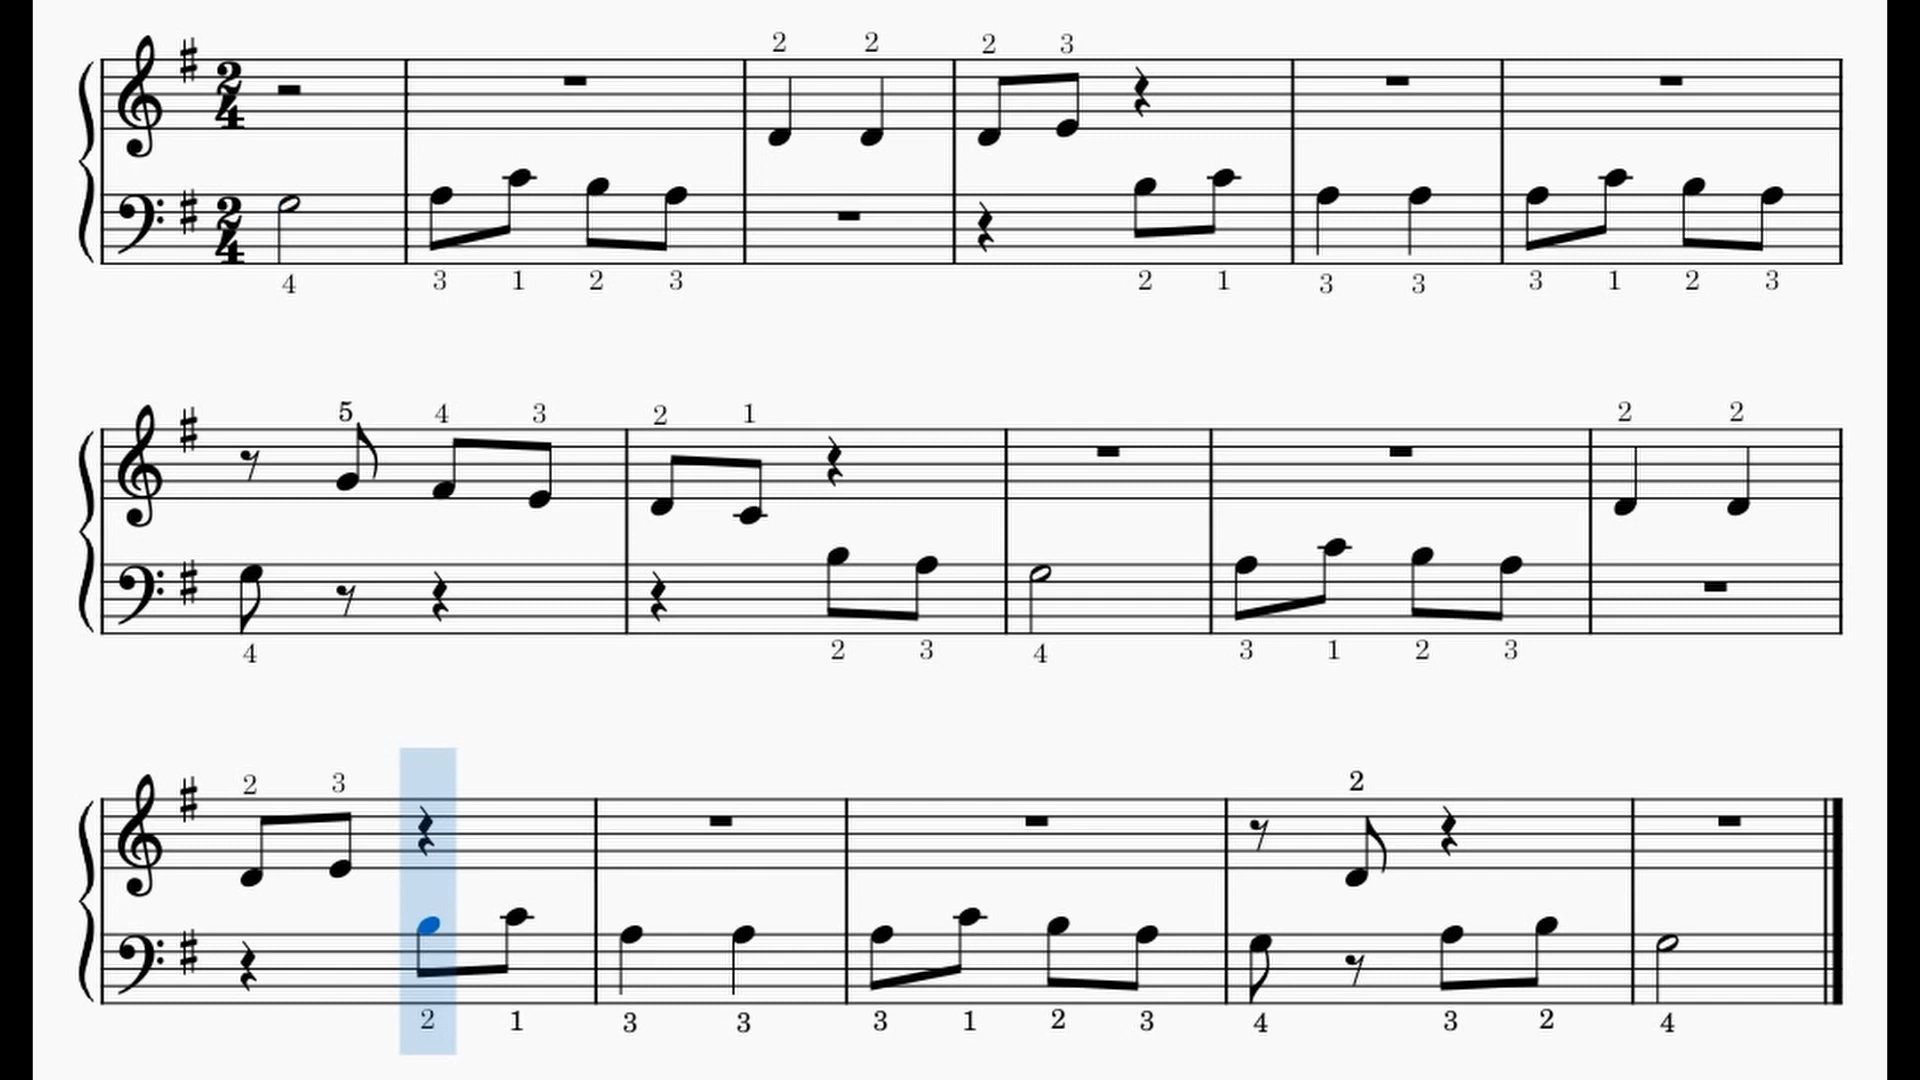 2 2 2 3
2
4
2
4
4 3 1 2 3 2 1 3 3 3 1 2 3
5 4 3 2 1 2 2
4 2 3 4 3 1 2 3
2 3 2
2 1 3 3 3 1 2 3 4 3 2 4